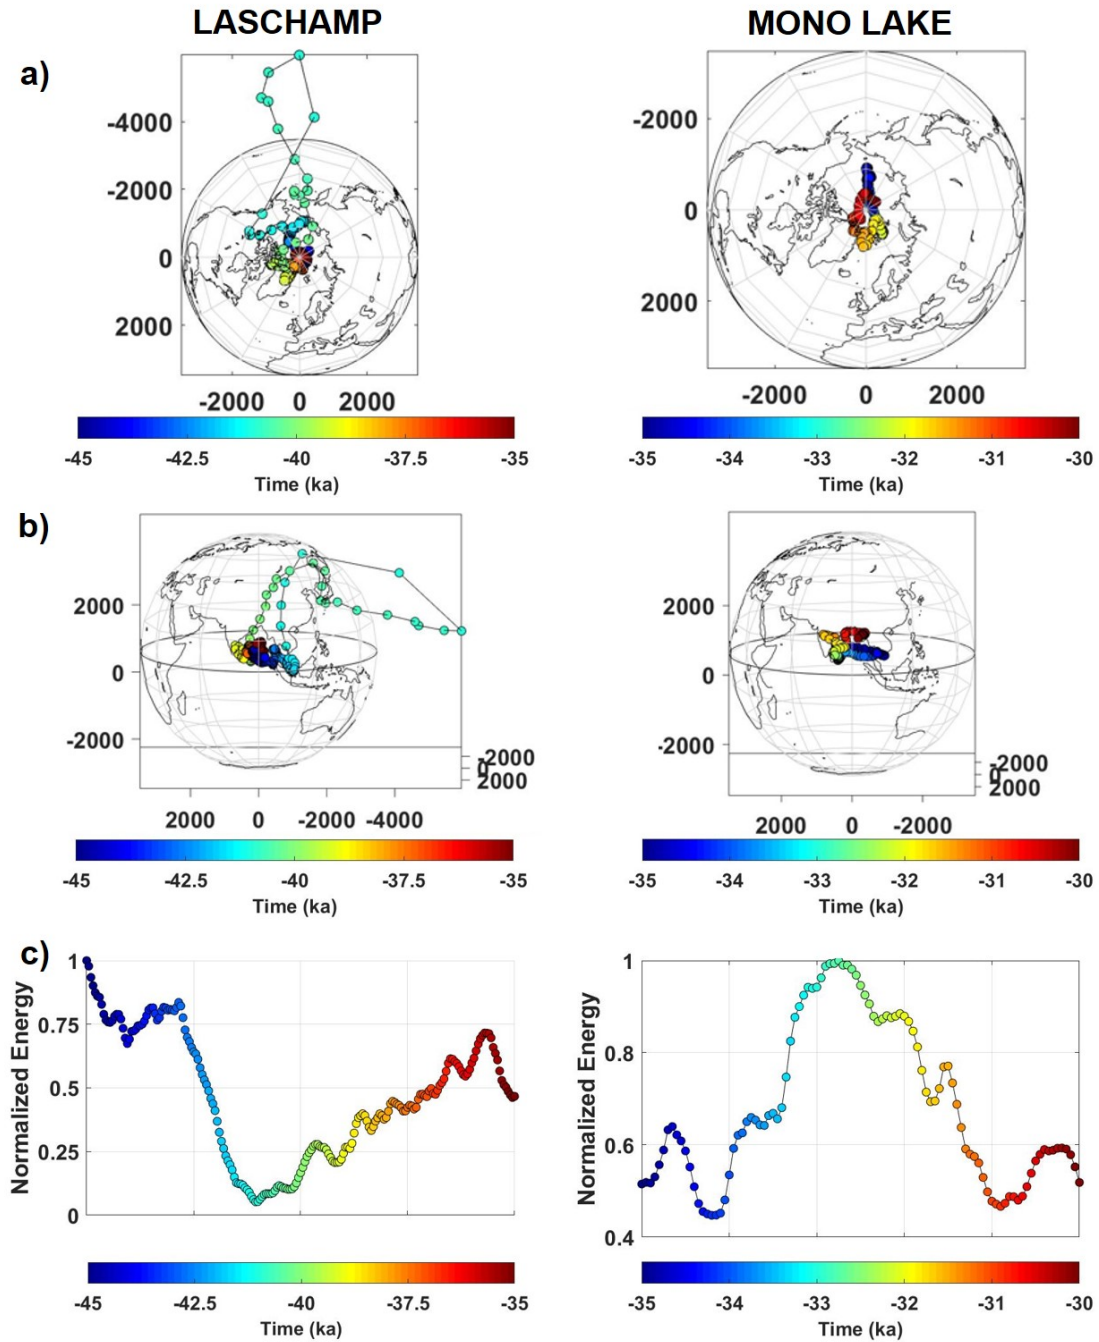 LASCHAMP MONO LAKE
a)
-4000
-2000
0
2000
-2000 0 2000
-2000
0
2000
-2000 0 2000
-45 -42.5 -40 -37.5 -35
Time (ka)
-35 -34 -33 -32 -31 -30
Time (ka)
b)
2000
0
-2000
-2000
0
2000
2000 0 -2000 -4000
2000
0
-2000
-2000
0
2000
2000 0 -2000
-45 -42.5 -40 -37.5 -35
Time (ka)
-35 -34 -33 -32 -31 -30
Time (ka)
c)
Normalized Energy
1
0.75
0.5
0.25
0
Normalized Energy
1
0.8
0.6
0.4
-45 -42.5 -40 -37.5 -35
Time (ka)
-35 -34 -33 -32 -31 -30
Time (ka)